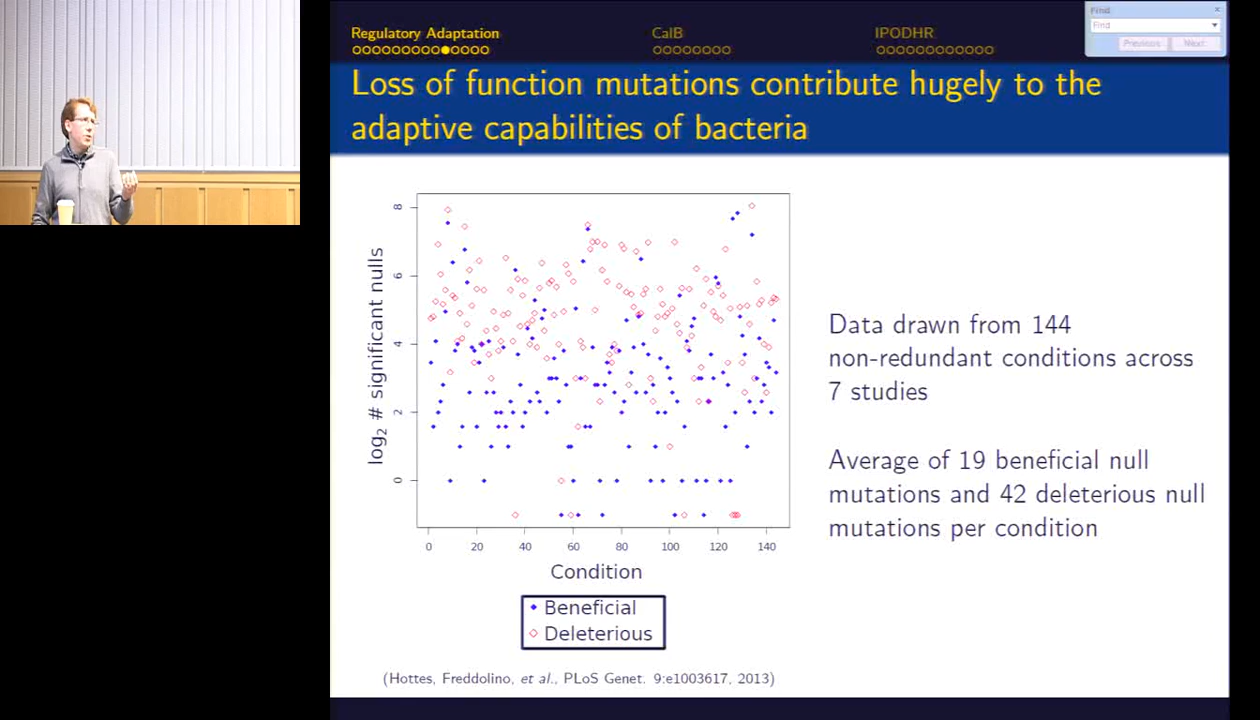 Regulatory Adaptation
CalB
IPODHR
Find
Find
Previous
Next
Loss of function mutations contribute hugely to the
adaptive capabilities of bacteria
log2 # significant nulls
8
6
4
2
0
0 20 40 60 80 100 120 140
Condition
Beneficial
Deleterious
Data drawn from 144
non-redundant conditions across
7 studies
Average of 19 beneficial null
mutations and 42 deleterious null
mutations per condition
(Hottes, Freddolino, et al., PLoS Genet. 9:e1003617, 2013)